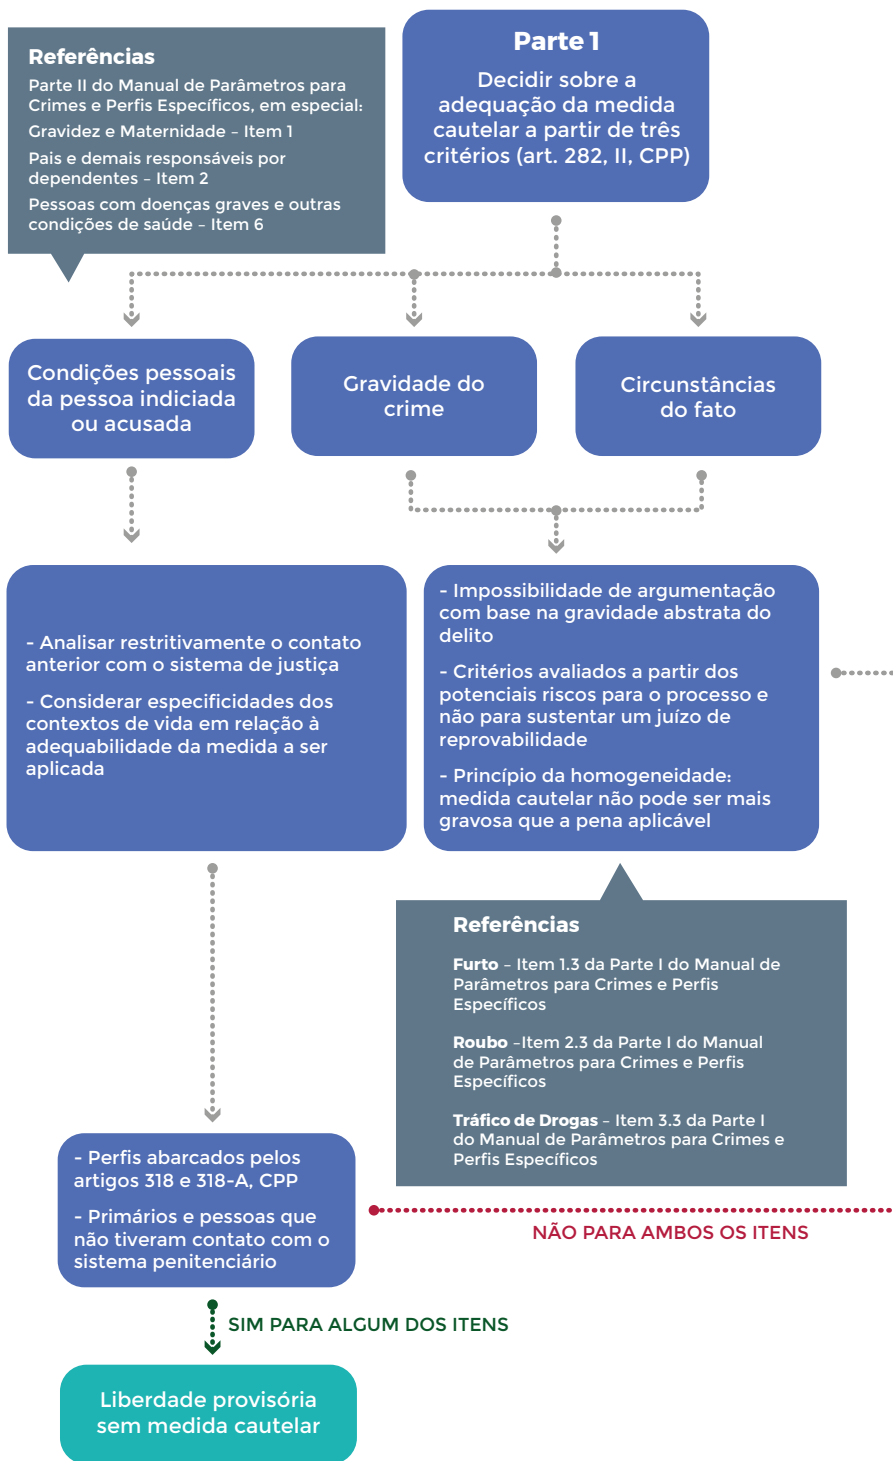 Referências
Parte II do Manual de Parâmetros para
Crimes e Perfis Específicos, em especial:
Gravidez e Maternidade – Item 1
Pais e demais responsáveis por
dependentes – Item 2
Pessoas com doenças graves e outras
condições de saúde – Item 6
Parte 1
Decidir sobre a
adequação da medida
cautelar a partir de três
critérios (art. 282, II, CPP)
Condições pessoais
da pessoa indiciada
ou acusada
Gravidade do
crime
Circunstâncias
do fato
- Analisar restritivamente o contato
anterior com o sistema de justiça
- Considerar especificidades dos
contextos de vida em relação à
adequabilidade da medida a ser
aplicada
- Impossibilidade de argumentação
com base na gravidade abstrata do
delito
- Critérios avaliados a partir dos
potenciais riscos para o processo e
não para sustentar um juízo de
reprovabilidade
- Princípio da homogeneidade:
medida cautelar não pode ser mais
gravosa que a pena aplicável
Referências
Furto – Item 1.3 da Parte I do Manual de
Parâmetros para Crimes e Perfis
Específicos
Roubo –Item 2.3 da Parte I do Manual
de Parâmetros para Crimes e Perfis
Específicos
Tráfico de Drogas – Item 3.3 da Parte I
do Manual de Parâmetros para Crimes e
Perfis Específicos
- Perfis abarcados pelos
artigos 318 e 318-A, CPP
- Primários e pessoas que
não tiveram contato com o
sistema penitenciário
NÃO PARA AMBOS OS ITENS
SIM PARA ALGUM DOS ITENS
Liberdade provisória
sem medida cautelar